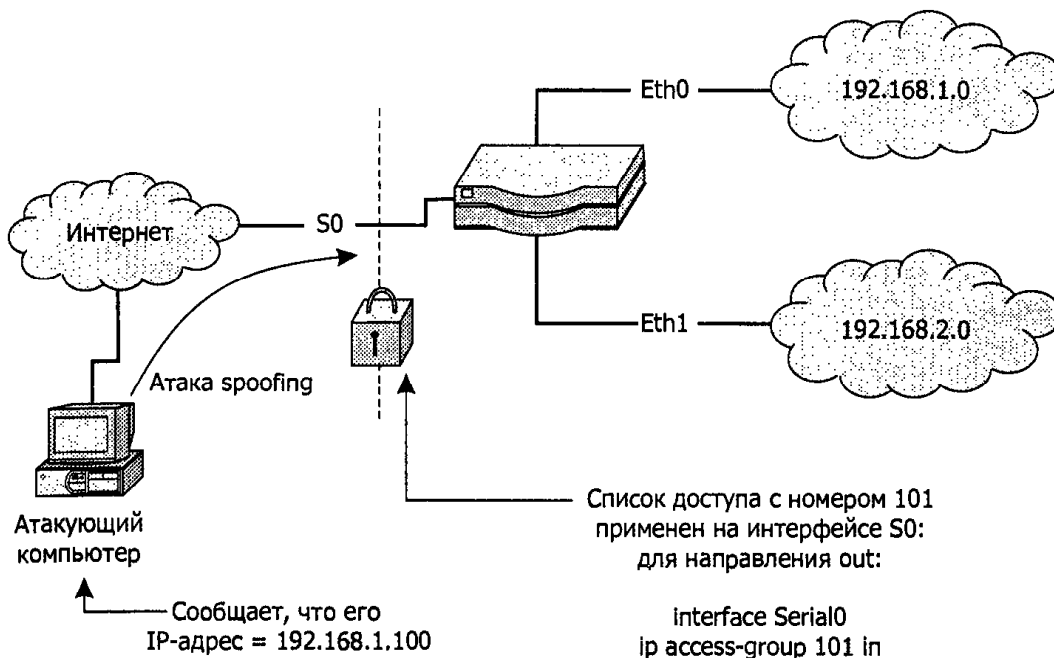 Eth0
192.168.1.0
Интернет
S0
Eth1
192.168.2.0
Атака spoofing
Атакующий
компьютер
Сообщает, что его
IP-адрес = 192.168.1.100
Список доступа с номером 101
применен на интерфейсе S0:
для направления out:
interface Serial0
ip access-group 101 in